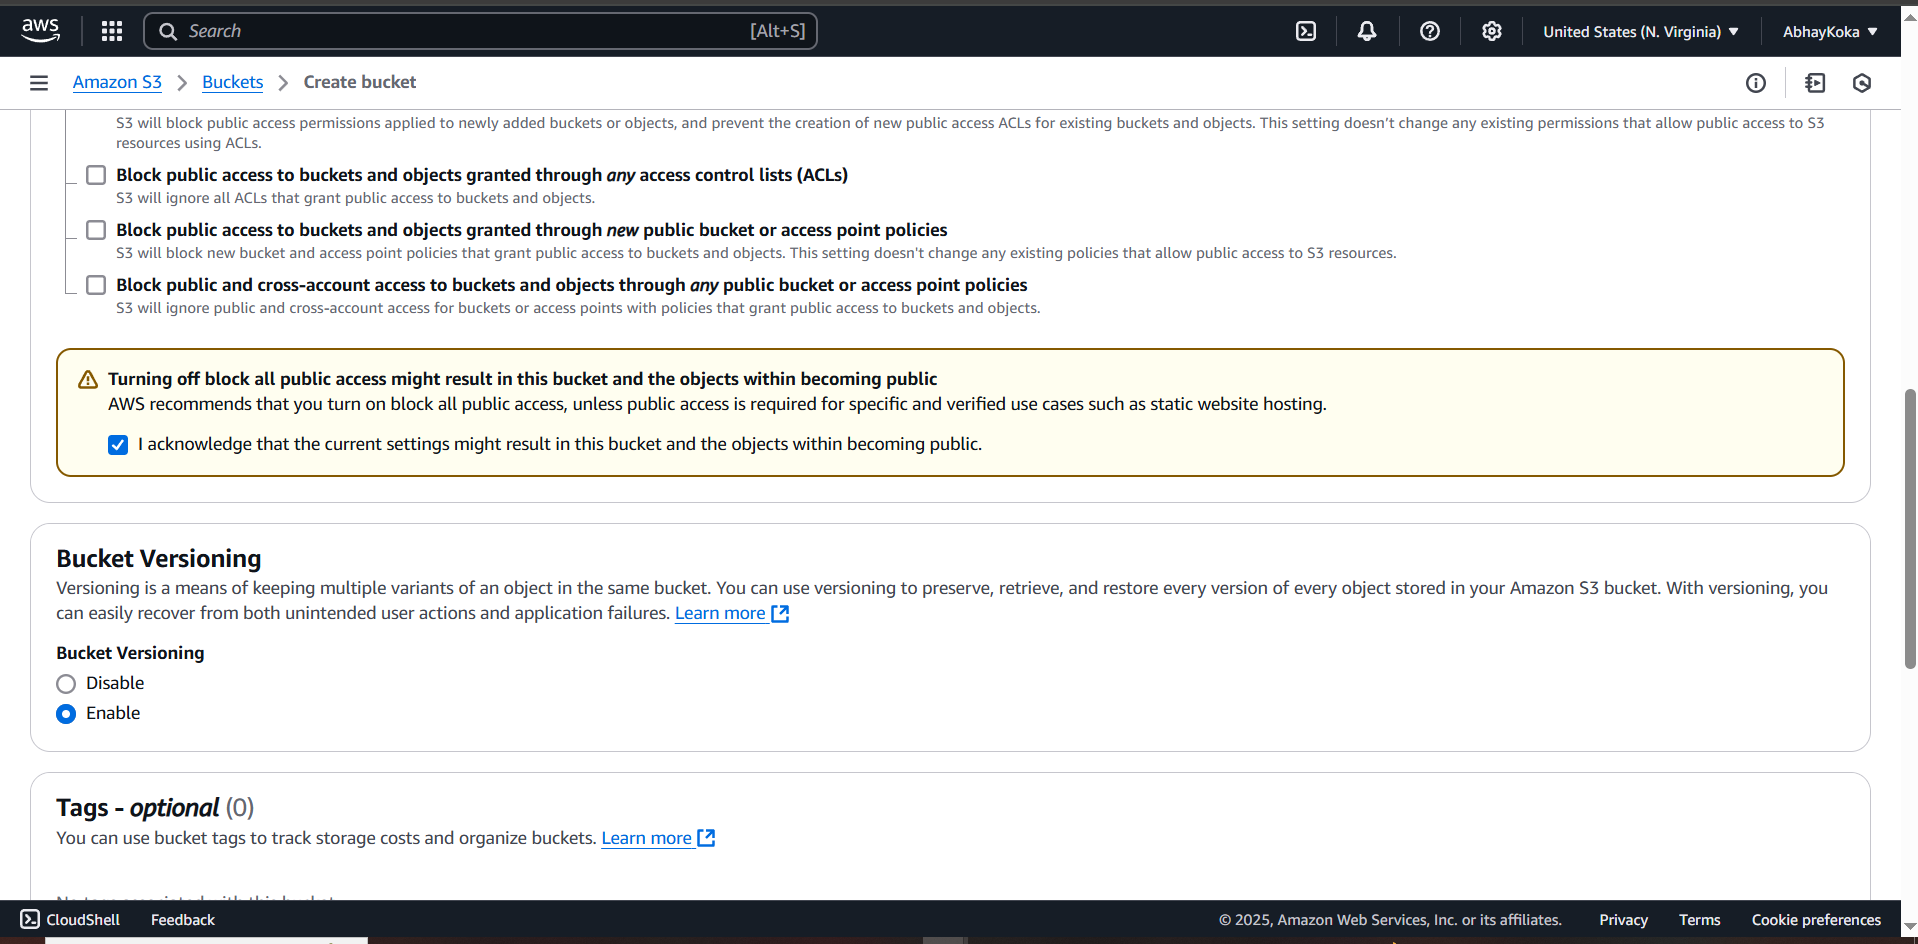 aws
Search
[Alt+S]
United States (N. Virginia)
AbhayKoka
Amazon S3
Buckets
Create bucket
S3 will block public access permissions applied to newly added buckets or objects, and prevent the creation of new public access ACLs for existing buckets and objects. This setting doesn't change any existing permissions that allow public access to S3
resources using ACLs.
Block public access to buckets and objects granted through any access control lists (ACLs)
S3 will ignore all ACLs that grant public access to buckets and objects.
Block public access to buckets and objects granted through new public bucket or access point policies
S3 will block new bucket and access point policies that grant public access to buckets and objects. This setting doesn't change any existing policies that allow public access to S3 resources.
Block public and cross-account access to buckets and objects through any public bucket or access point policies
S3 will ignore public and cross-account access for buckets or access points with policies that grant public access to buckets and objects.
Turning off block all public access might result in this bucket and the objects within becoming public
AWS recommends that you turn on block all public access, unless public access is required for specific and verified use cases such as static website hosting.
I acknowledge that the current settings might result in this bucket and the objects within becoming public.
Bucket Versioning
Versioning is a means of keeping multiple variants of an object in the same bucket. You can use versioning to preserve, retrieve, and restore every version of every object stored in your Amazon S3 bucket. With versioning, you
can easily recover from both unintended user actions and application failures. Learn more
Bucket Versioning
Disable
Enable
Tags - optional (0)
You can use bucket tags to track storage costs and organize buckets. Learn more
No tags associated with this bucket
CloudShell
Feedback
© 2025, Amazon Web Services, Inc. or its affiliates.
Privacy
Terms
Cookie preferences